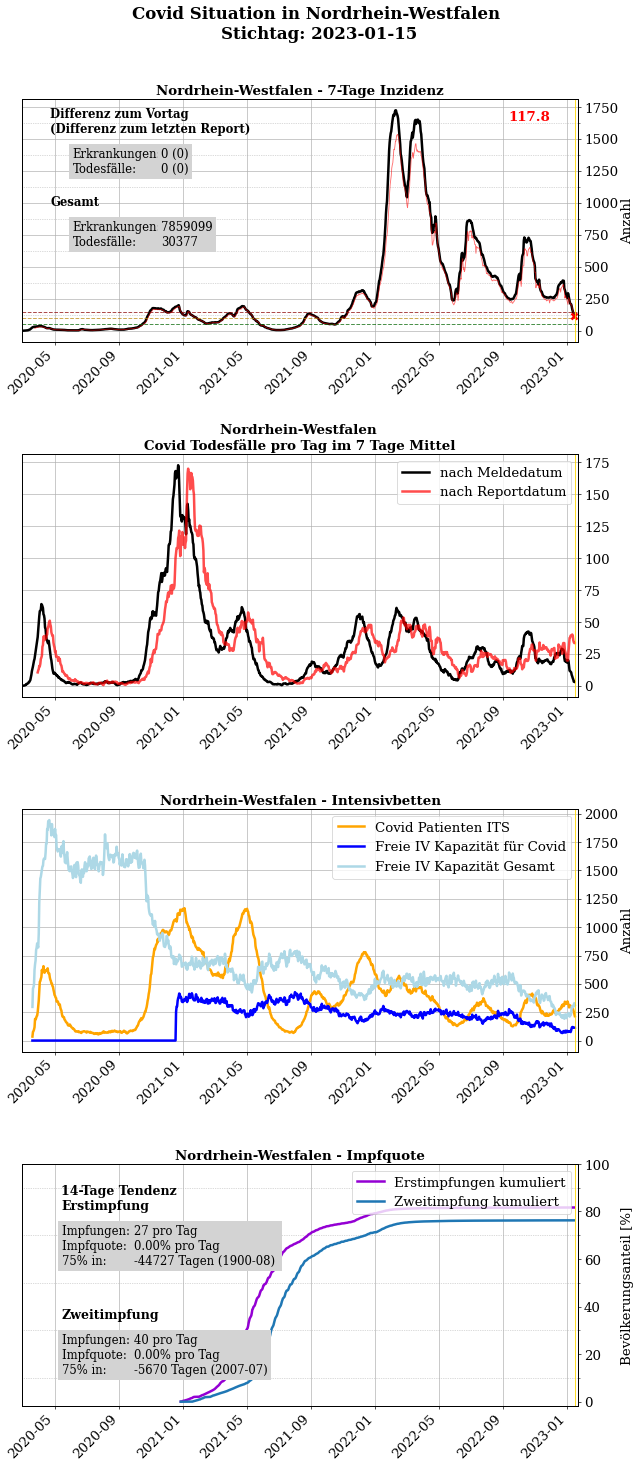 Covid Situation in Nordrhein-Westfalen
Stichtag: 2023-01-15
Nordrhein-Westfalen - 7-Tage Inzidenz
Differenz zum Vortag
(Differenz zum letzten Report)
Erkrankungen 0 (0)
Todesfälle: 0 (0)
Gesamt
Erkrankungen 7859099
Todesfälle: 30377
117.8
1750
1500
1250
1000
750
500
250
0
Anzahl
2020-05
2020-09
2021-01
2021-05
2021-09
2022-01
2022-05
2022-09
2023-01
Nordrhein-Westfalen
Covid Todesfälle pro Tag im 7 Tage Mittel
nach Meldedatum
nach Reportdatum
175
150
125
100
75
50
25
0
2020-05
2020-09
2021-01
2021-05
2021-09
2022-01
2022-05
2022-09
2023-01
Nordrhein-Westfalen - Intensivbetten
Covid Patienten ITS
Freie IV Kapazität für Covid
Freie IV Kapazität Gesamt
2000
1750
1500
1250
1000
750
500
250
0
Anzahl
2020-05
2020-09
2021-01
2021-05
2021-09
2022-01
2022-05
2022-09
2023-01
Nordrhein-Westfalen - Impfquote
14-Tage Tendenz
Erstimpfung
Impfungen: 27 pro Tag
Impfquote: 0.00% pro Tag
75% in: -44727 Tagen (1900-08)
Zweitimpfung
Impfungen: 40 pro Tag
Impfquote: 0.00% pro Tag
75% in: -5670 Tagen (2007-07)
Erstimpfungen kumuliert
Zweitimpfung kumuliert
100
80
60
40
20
0
Bevölkerungsanteil [%]
2020-05
2020-09
2021-01
2021-05
2021-09
2022-01
2022-05
2022-09
2023-01